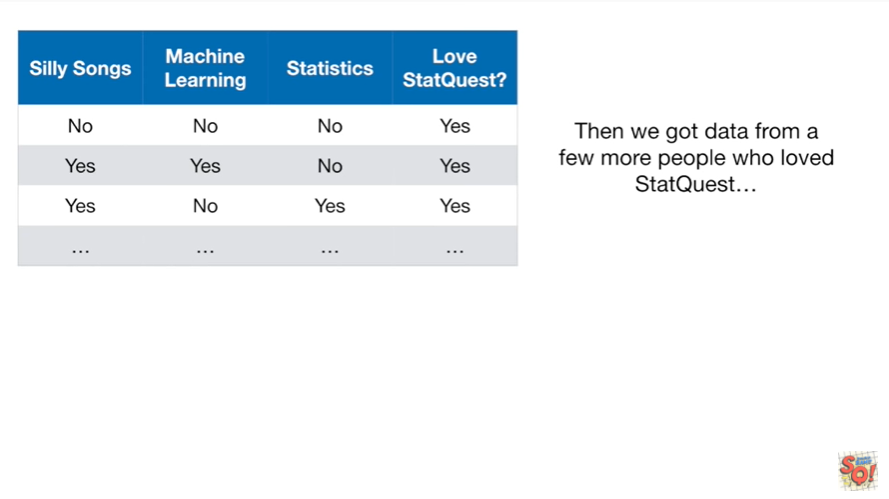 Silly Songs Machine Learning Statistics Love StatQuest?
No No No Yes
Yes Yes No Yes
Yes No Yes Yes
... ... ... ...
Then we got data from a
few more people who loved
StatQuest…
SQ!